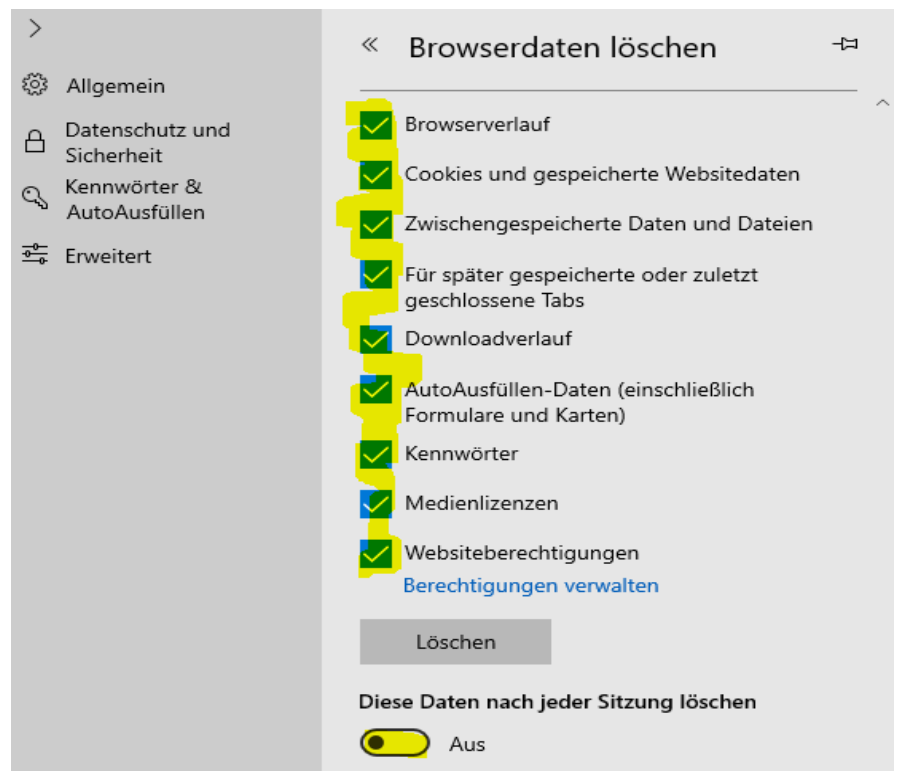 Allgemein
Datenschutz und
Sicherheit
Kennwörter &
AutoAusfüllen
Erweitert
Browserdaten löschen
Browserverlauf
Cookies und gespeicherte Websitedaten
Zwischengespeicherte Daten und Dateien
Für später gespeicherte oder zuletzt
geschlossene Tabs
Downloadverlauf
AutoAusfüllen-Daten (einschließlich
Formulare und Karten)
Kennwörter
Medienlizenzen
Websiteberechtigungen
Berechtigungen verwalten
Löschen
Diese Daten nach jeder Sitzung löschen
Aus